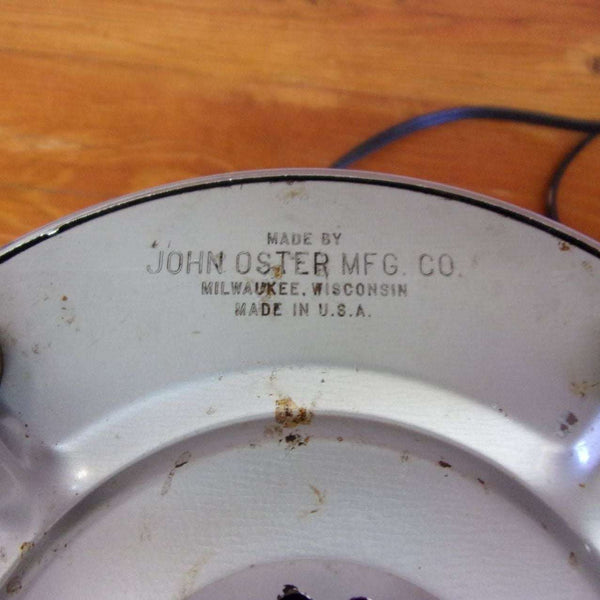 MADE BY
JOHN OSTER MFG. CO.
MILWAUKEE, WISCONSIN
MADE IN U.S.A.